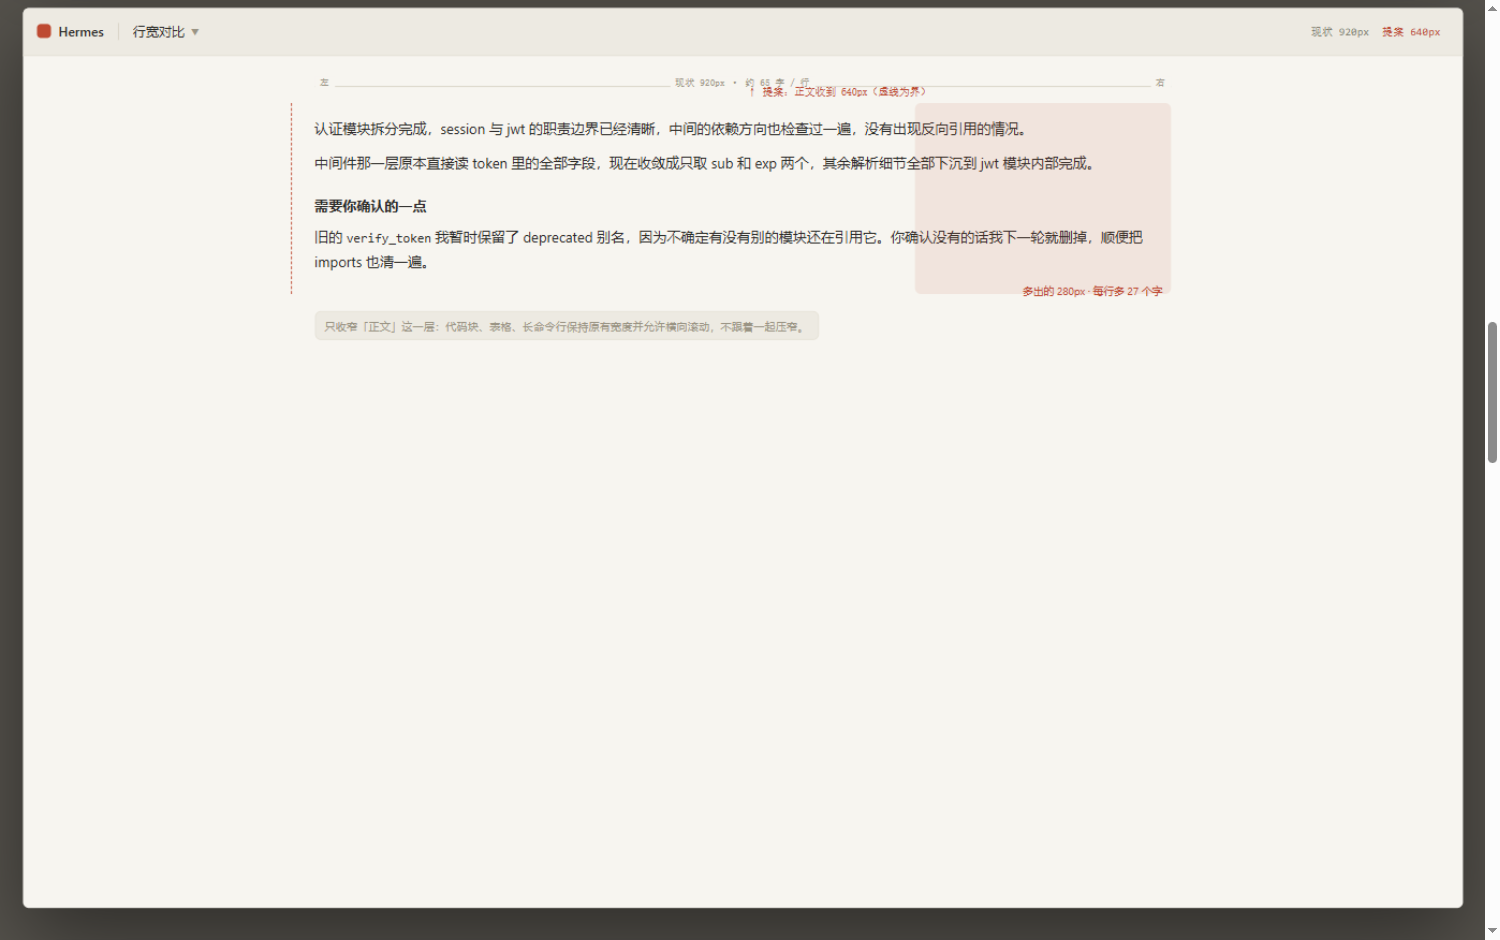 Hermes
行宽对比 ▼
现状 920px 提案 640px
左 现状 920px · 约 65 字 / 行 右
↑ 提案：正文收到 640px（虚线为界）
认证模块拆分完成，session 与 jwt 的职责边界已经清晰，中间的依赖方向也检查过一遍，没有出现反向引用的情况。
中间件那一层原本直接读 token 里的全部字段，现在收敛成只取 sub 和 exp 两个，其余解析细节全部下沉到 jwt 模块内部完成。
需要你确认的一点
旧的 verify_token 我暂时保留了 deprecated 别名，因为不确定有没有别的模块还在引用它。你确认没有的话我下一轮就删掉，顺便把
imports 也清一遍。
多出的 280px · 每行多 27 个字
只收窄「正文」这一层：代码块、表格、长命令行保持原有宽度并允许横向滚动，不跟着一起压窄。